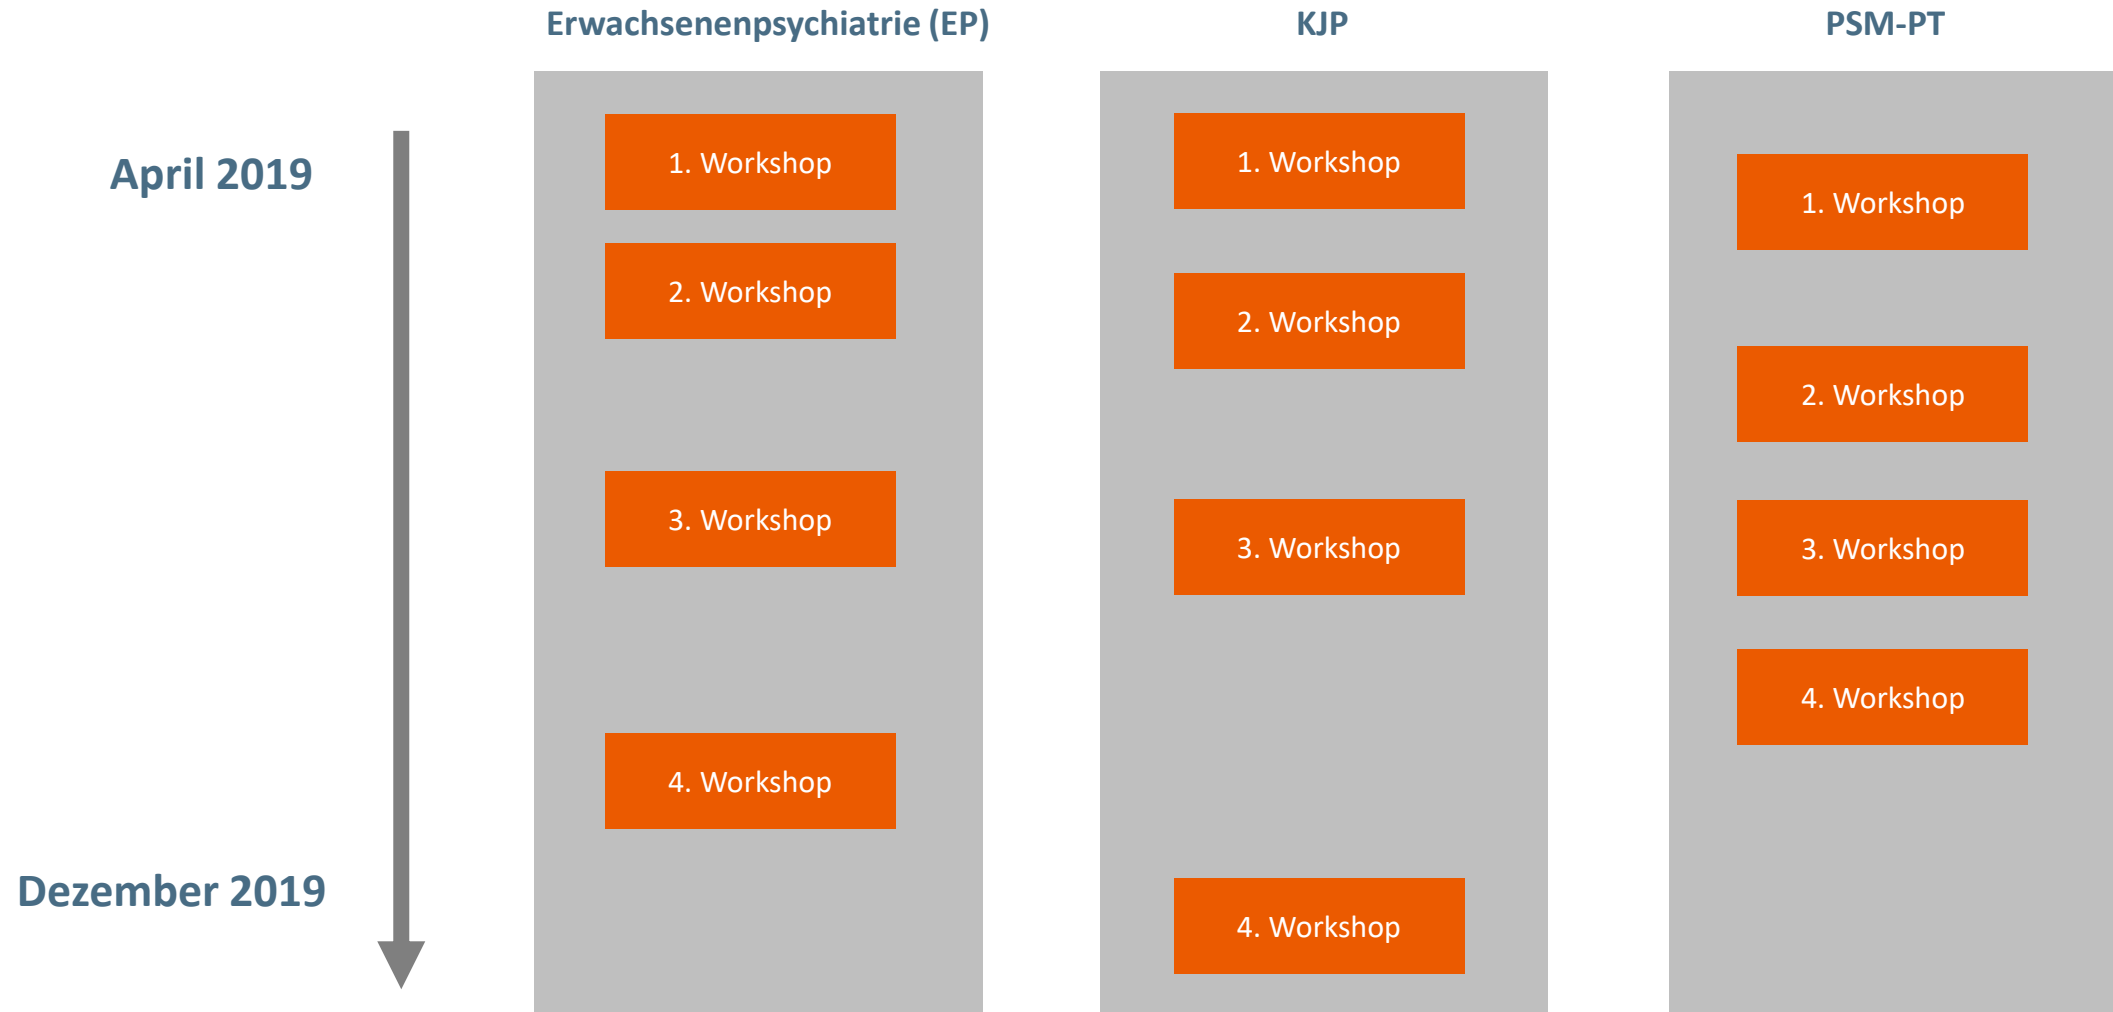 Erwachsenenpsychiatrie (EP)
KJP
PSM-PT
April 2019
Dezember 2019
1. Workshop
2. Workshop
3. Workshop
4. Workshop
1. Workshop
2. Workshop
3. Workshop
4. Workshop
1. Workshop
2. Workshop
3. Workshop
4. Workshop